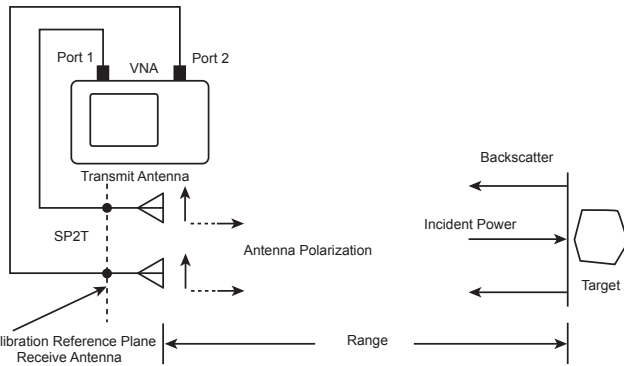 Port 1
VNA
Port 2
Transmit Antenna
Backscatter
SP2T
Antenna Polarization
Incident Power
Target
libration Reference Plane
Receive Antenna
Range